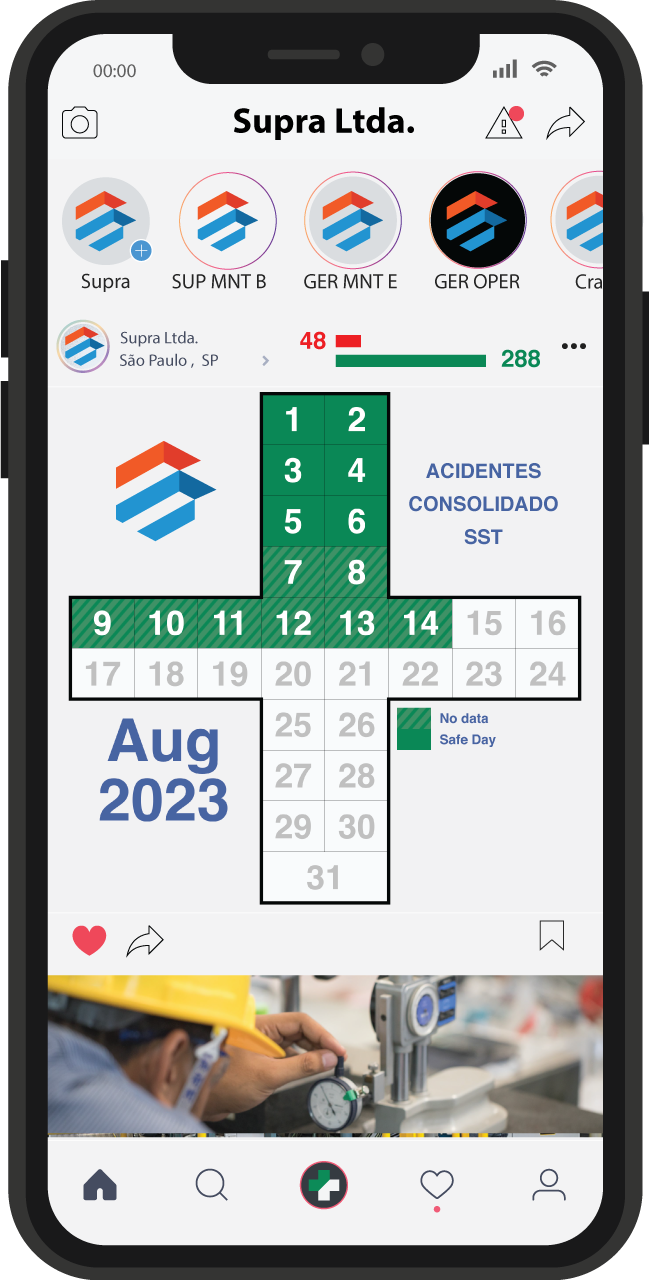 00:00
Supra Ltda.
Supra
SUP MNT B
GER MNT E
GER OPER
Cra
Supra Ltda.
São Paulo , SP
48
288
1 2
3 4
5 6
7 8
ACIDENTES
CONSOLIDADO
SST
9 10 11 12 13 14 15 16
17 18 19 20 21 22 23 24
25 26
27 28
29 30
31
Aug
2023
No data
Safe Day